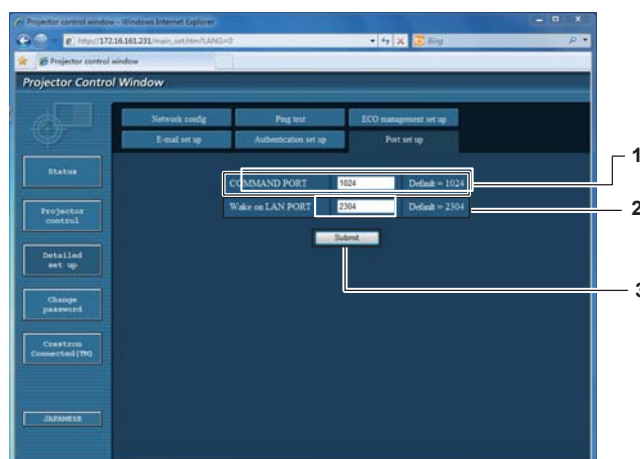 Projector control window - Windows Internet Explorer
http://172.16.161.231/main_set.htm?LANG=0
Bing
Projector control window
Projector Control Window
Network config Ping test ECO management set up
E-mail set up Authentication set up Port set up
Status
Projector control
Detailed set up
Change password
Crestron Connected(TM)
JAPANESE
COMMAND PORT 1024 Default = 1024
Wake on LAN PORT 2304 Default = 2304
Submit
1
2
3